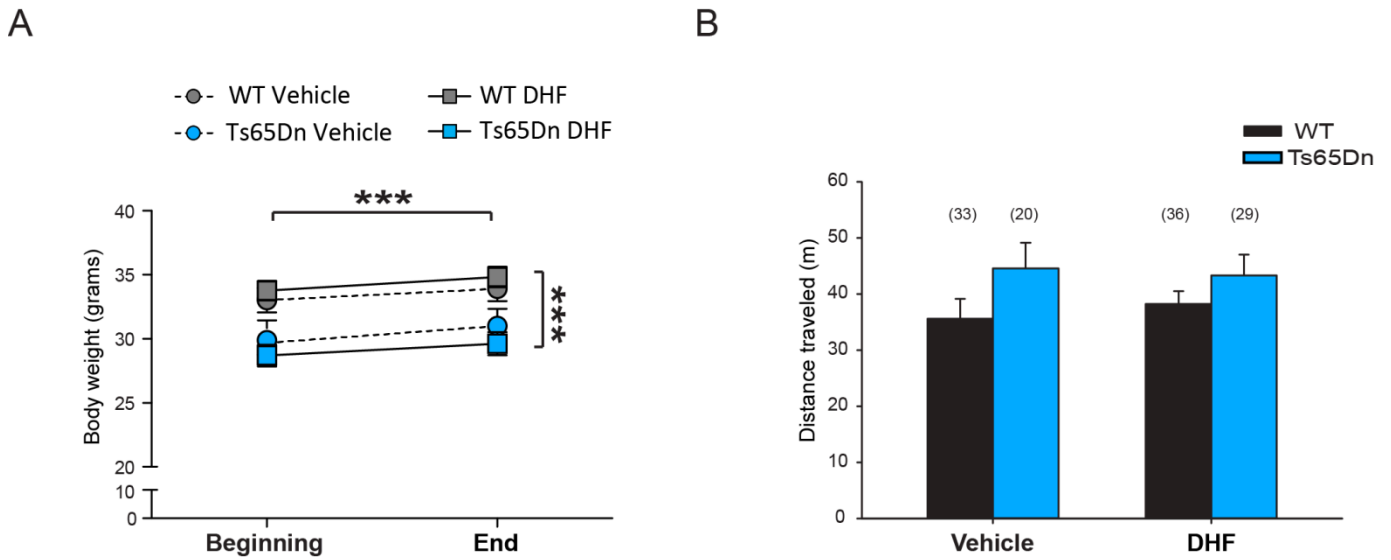 A
WT Vehicle
WT DHF
Ts65Dn Vehicle
Ts65Dn DHF
***
***
Body weight (grams)
40
35
30
25
20
10
0
Beginning
End
B
WT
Ts65Dn
Distance traveled (m)
60
50
40
30
20
10
0
(33)
(20)
(36)
(29)
Vehicle
DHF